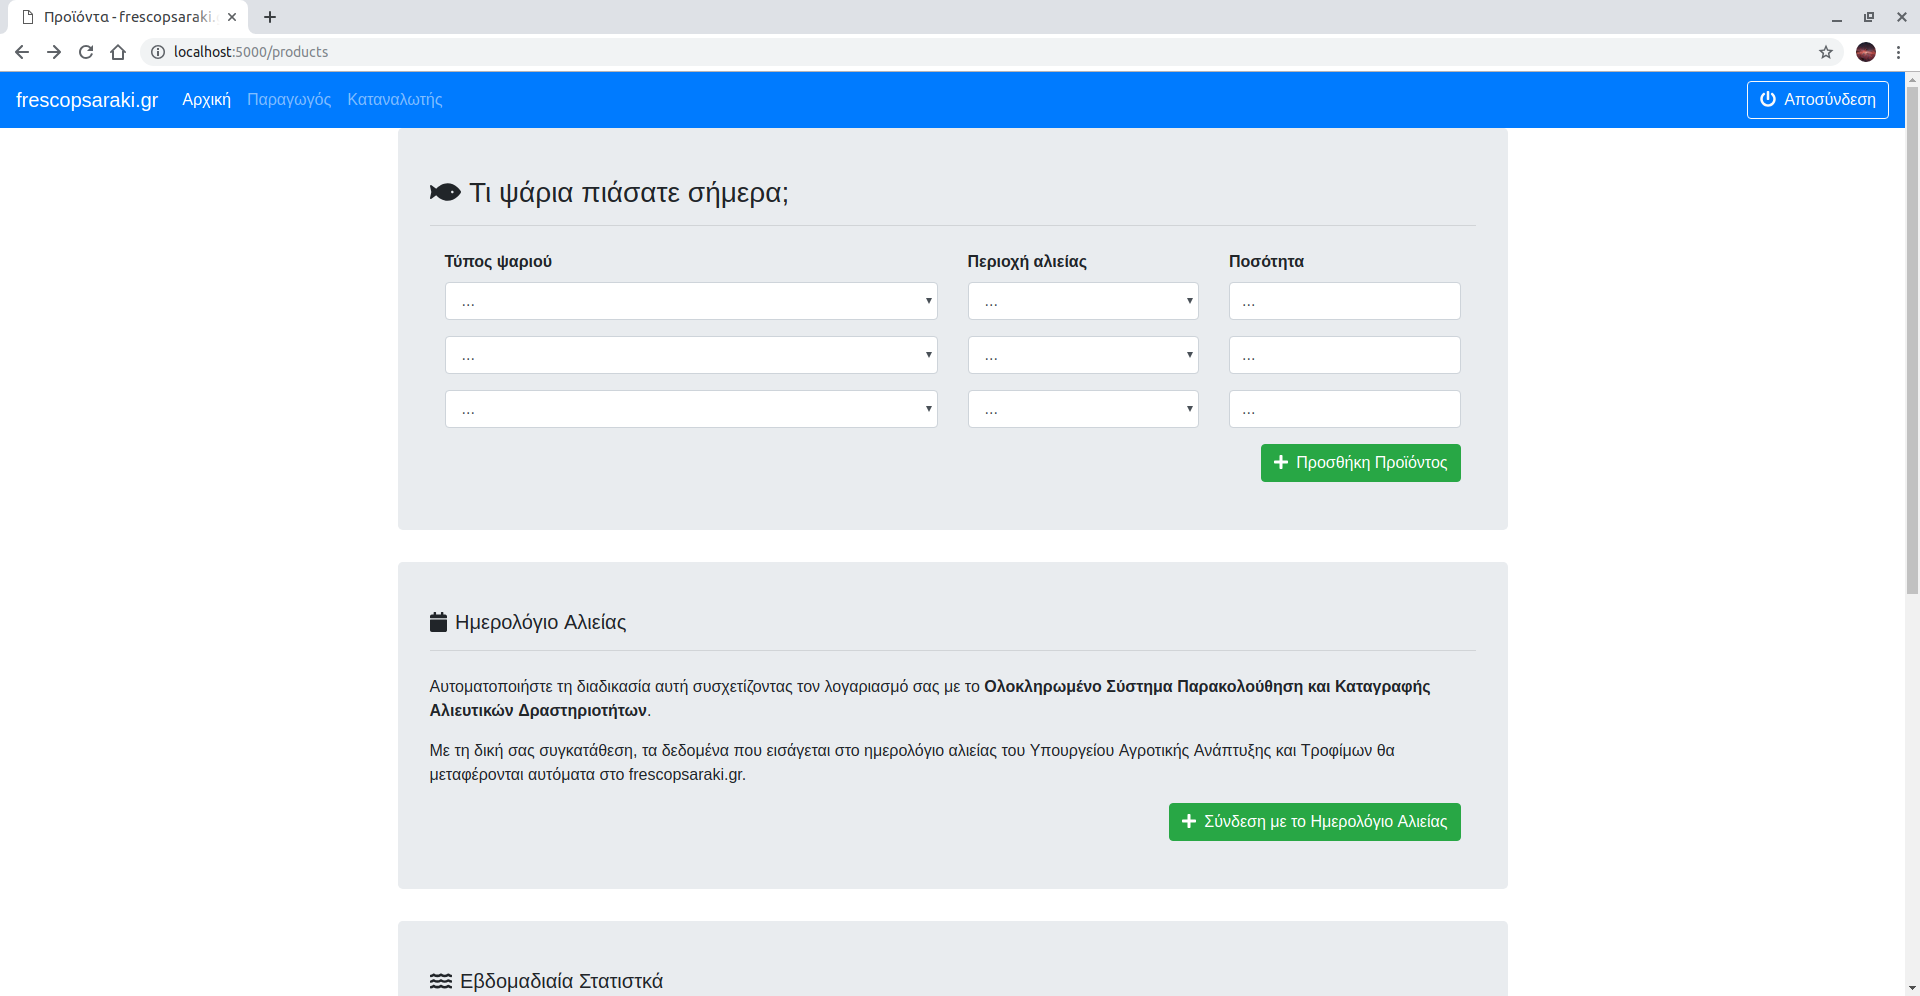 Προϊόντα - frescopsaraki.
localhost:5000/products
frescopsaraki.gr Αρχική Παραγωγός Καταναλωτής Αποσύνδεση
Τι ψάρια πιάσατε σήμερα;
Τύπος ψαριού Περιοχή αλιείας Ποσότητα
... ... ...
... ... ...
... ... ...
Προσθήκη Προϊόντος
Ημερολόγιο Αλιείας
Αυτοματοποιήστε τη διαδικασία αυτή συσχετίζοντας τον λογαριασμό σας με το Ολοκληρωμένο Σύστημα Παρακολούθηση και Καταγραφής
Αλιευτικών Δραστηριοτήτων.
Με τη δική σας συγκατάθεση, τα δεδομένα που εισάγεται στο ημερολόγιο αλιείας του Υπουργείου Αγροτικής Ανάπτυξης και Τροφίμων θα
μεταφέρονται αυτόματα στο frescopsaraki.gr.
Σύνδεση με το Ημερολόγιο Αλιείας
Εβδομαδιαία Στατιστκά